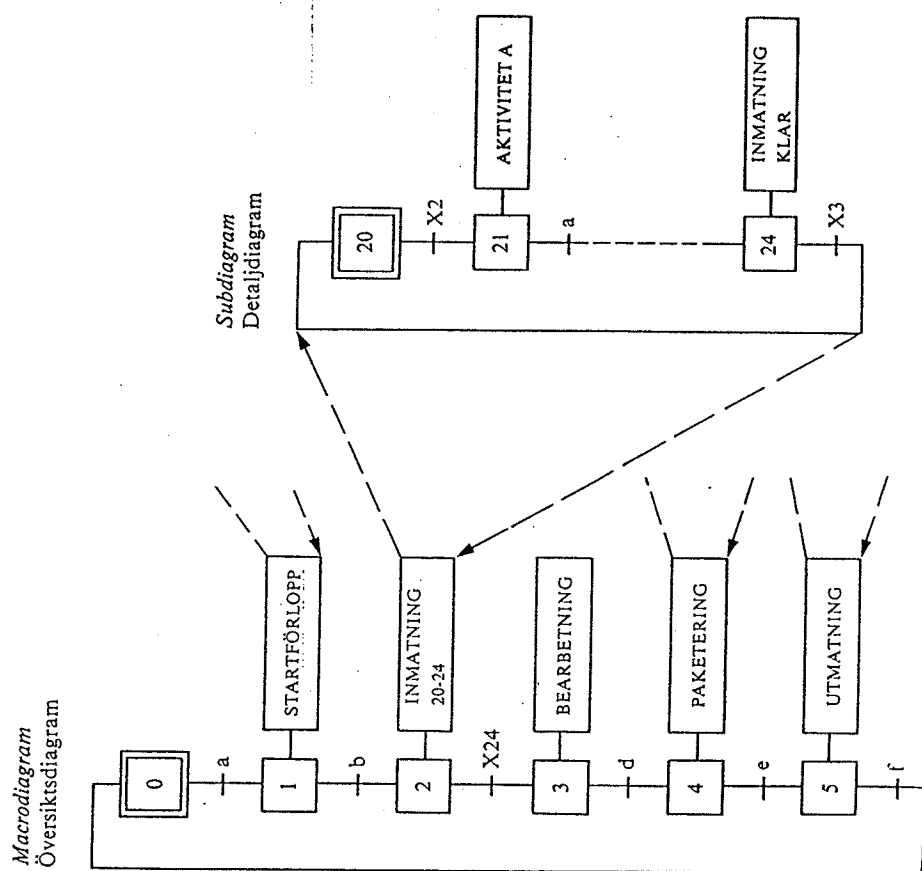 Macrodiagram
Översiktsdiagram
0
a
1
STARTFÖRLOPP
b
2
INMATNING
20-24
X24
3
BEARBETNING
d
4
PAKETERING
e
5
UTMATNING
f
Subdiagram
Detaljdiagram
20
X2
21
AKTIVITET A
a
24
INMATNING
KLAR
X3